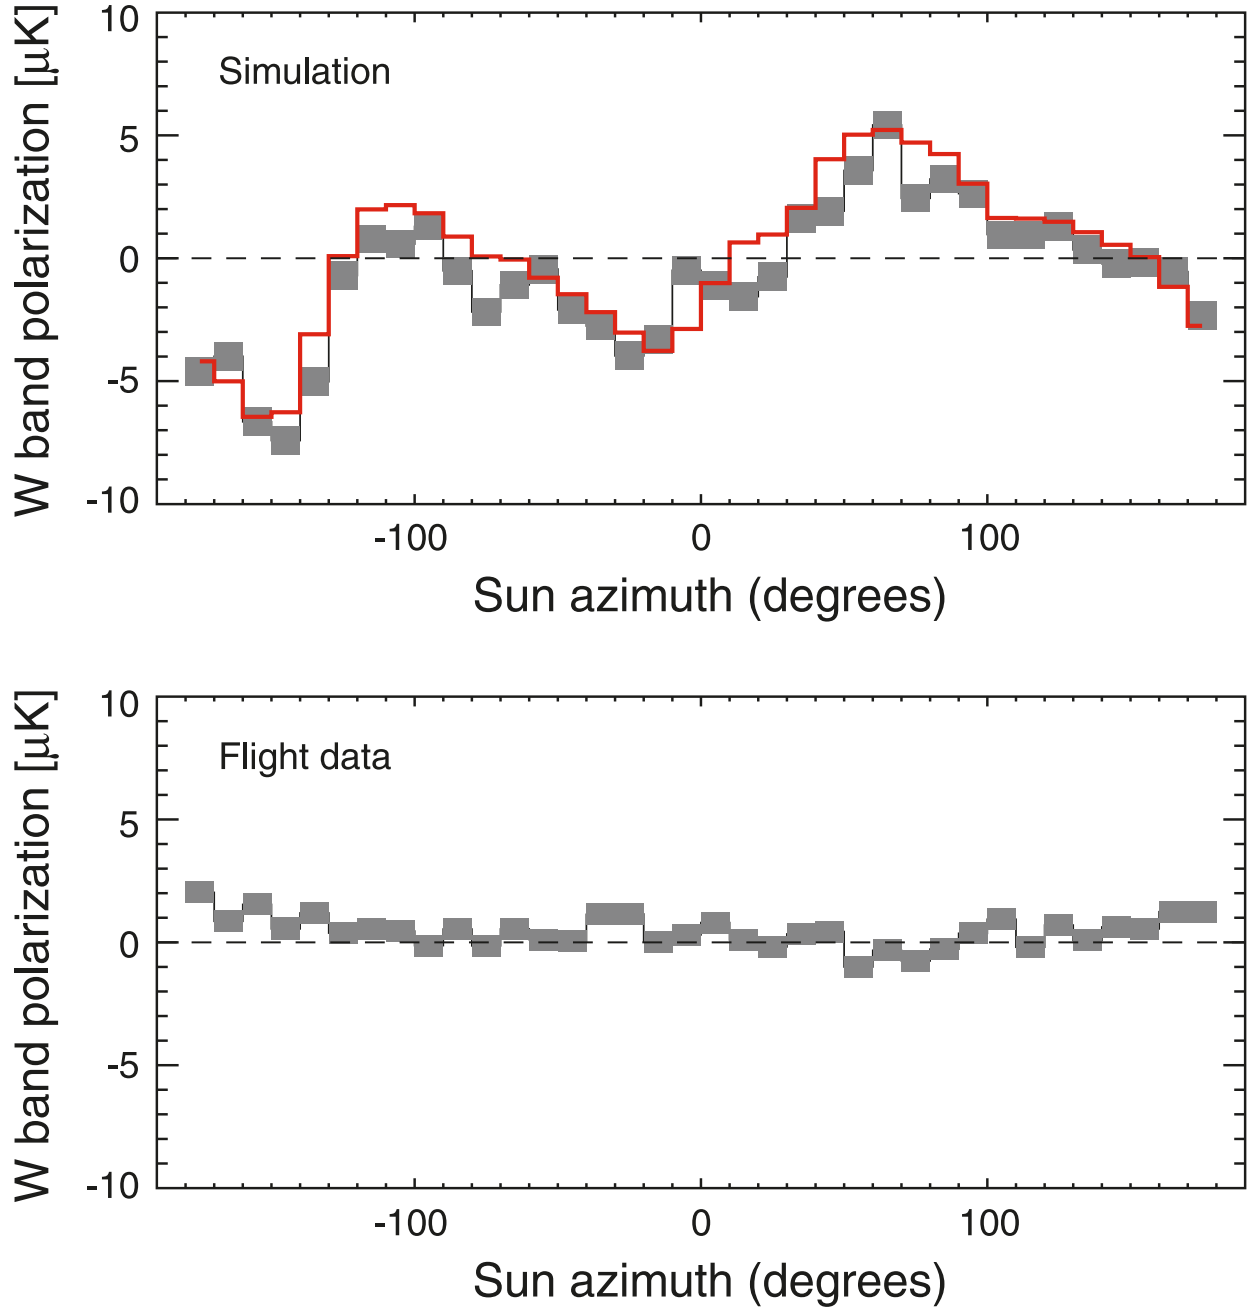 W band polarization [μK]
10
5
0
-5
-10
Simulation
-100
0
100
Sun azimuth (degrees)
W band polarization [μK]
10
5
0
-5
-10
Flight data
-100
0
100
Sun azimuth (degrees)